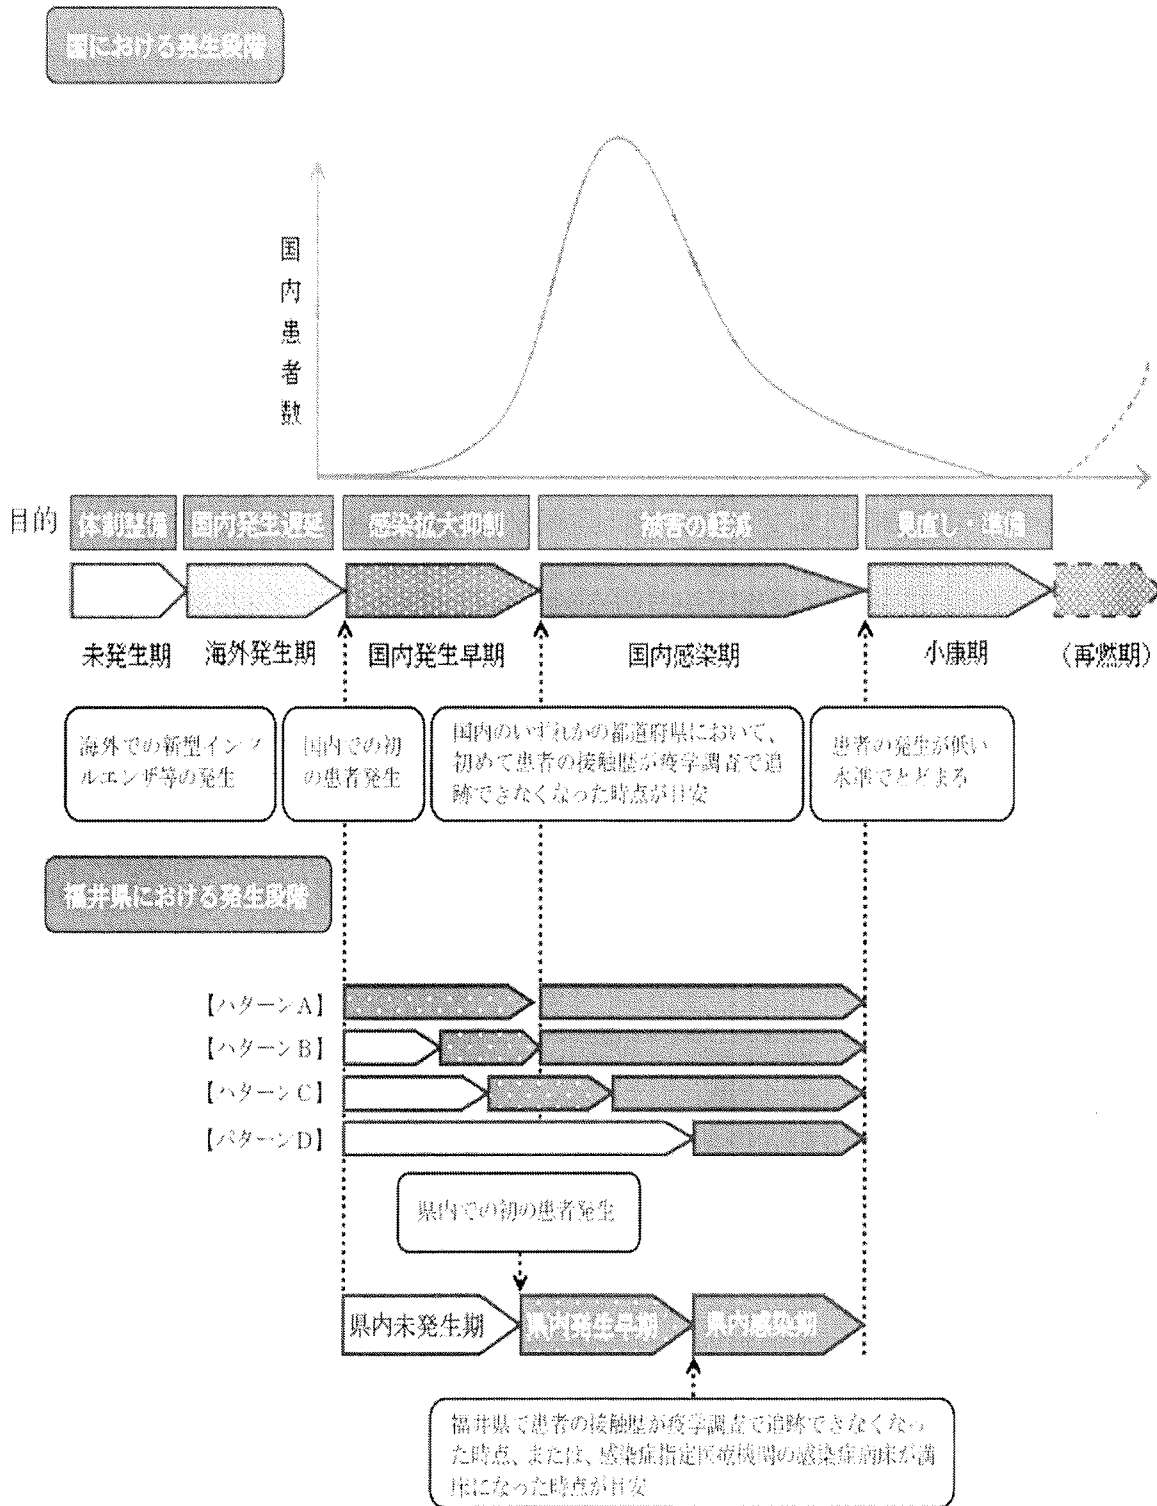 国における発生段階
国内患者数
目的
体制整備
国内発生遅延
感染拡大抑制
被害の軽減
見直し・準備
未発生期
海外発生期
国内発生早期
国内感染期
小康期
（再燃期）
海外での新型インフ
ルエンザ等の発生
国内での初
の患者発生
国内のいずれかの都道府県において、
初めて患者の接触歴が疫学調査で追
跡できなくなった時点が目安
患者の発生が低い
水準でとどまる
福井県における発生段階
【パターンA】
【パターンB】
【パターンC】
【パターンD】
県内での初の患者発生
県内未発生期
県内発生早期
県内感染期
福井県で患者の接触歴が疫学調査で追跡できなくなっ
た時点、または、感染症指定医療機関の感染症病床が満
床になった時点が目安